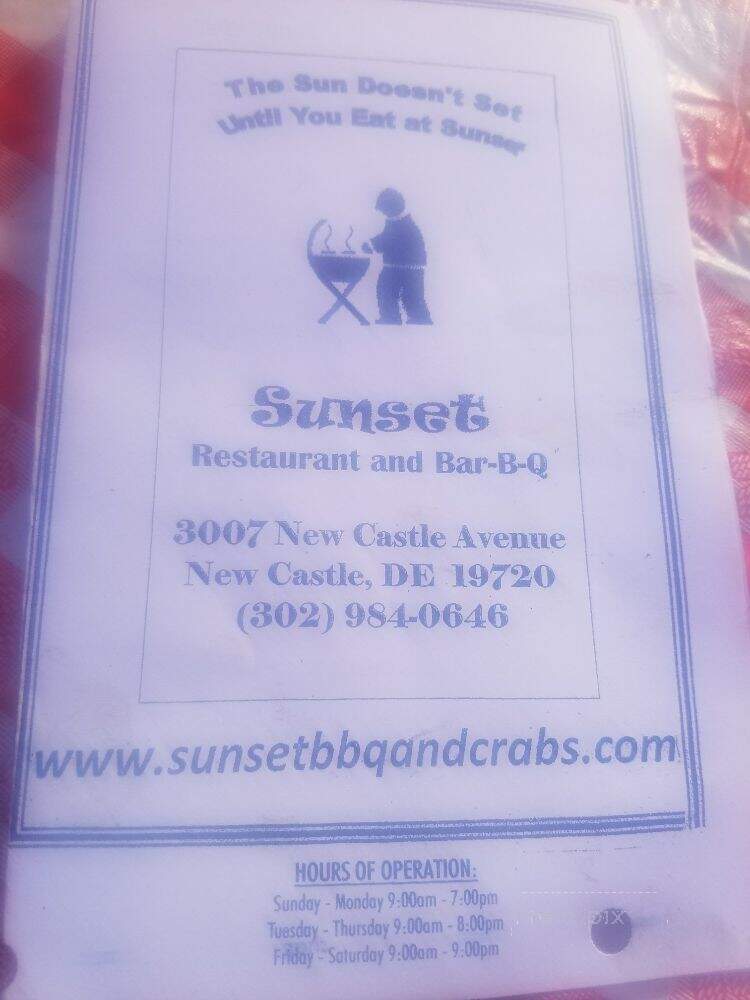 The Sun Doesn't Set
Until You Eat at Sunset
Sunset
Restaurant and Bar-B-Q
3007 New Castle Avenue
New Castle, DE 19720
(302) 984-0646
www.sunsetbbqandcrabs.com
HOURS OF OPERATION:
Sunday - Monday 9:00am - 7:00pm
Tuesday - Thursday 9:00am - 8:00pm
Friday - Saturday 9:00am - 9:00pm